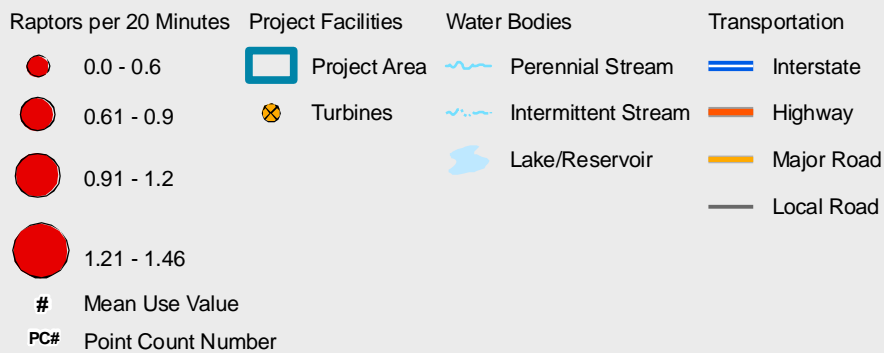 Raptors per 20 Minutes
0.0 - 0.6
0.61 - 0.9
0.91 - 1.2
1.21 - 1.46
# Mean Use Value
PC# Point Count Number
Project Facilities
Project Area
Turbines
Water Bodies
Perennial Stream
Intermittent Stream
Lake/Reservoir
Transportation
Interstate
Highway
Major Road
Local Road